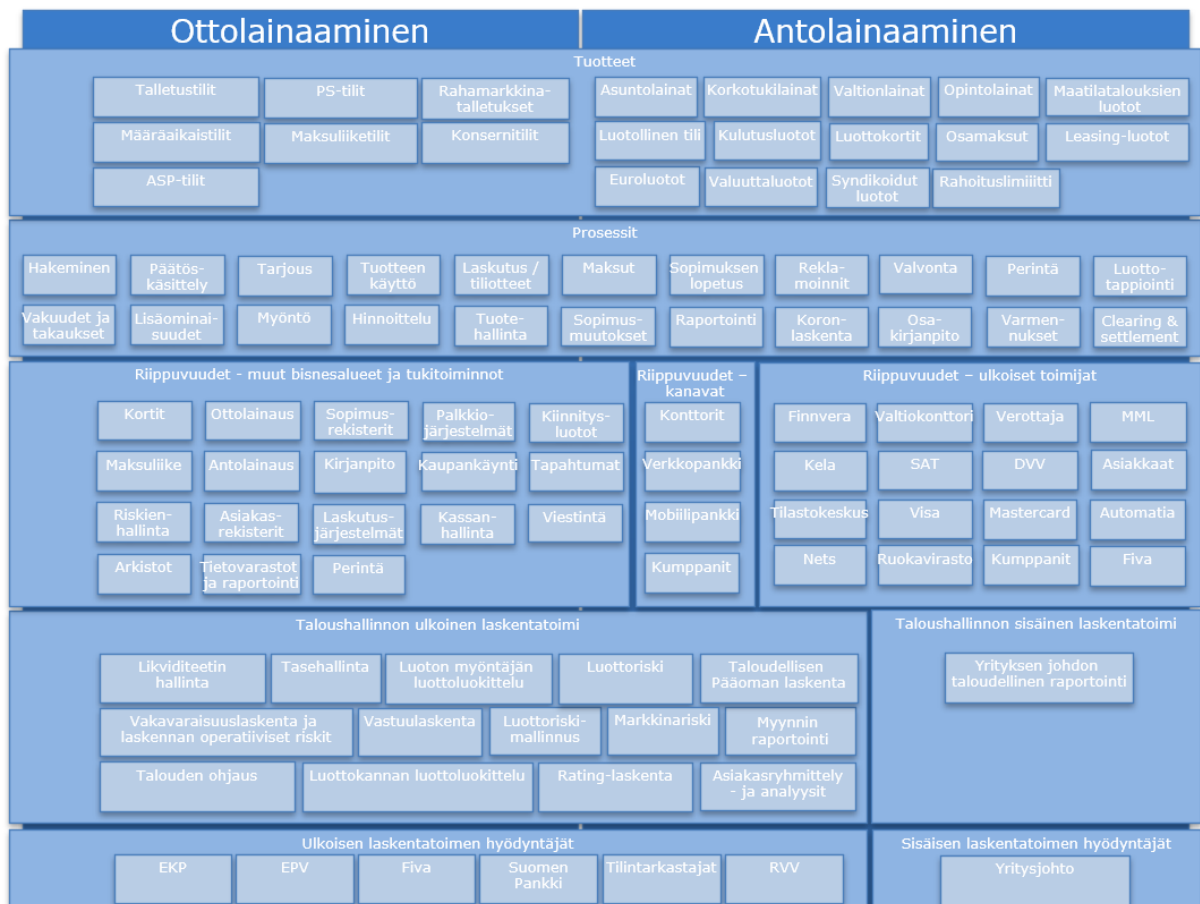 Ottolainaaminen
Antolainaaminen
Tuotteet
Talletustilit
PS-tilit
Rahamarkkina-
talletukset
Määräaikaistilit
Maksuliiketilit
Konsernitilit
ASP-tilit
Asuntolainat
Korkotukilainat
Valtionlainat
Opintolainat
Maatilatalouksien
luotot
Luotollinen tili
Kulutusluotot
Luottokortit
Osamaksut
Leasing-luotot
Euroluotot
Valuuttaluotot
Syndikoidut
luotot
Rahoituslimiiitti
Prosessit
Hakeminen
Päätös-
käsittely
Tarjous
Tuotteen
käyttö
Laskutus /
tiliotteet
Maksut
Sopimuksen
lopetus
Rekla-
moinnit
Valvonta
Perintä
Luotto-
tappiointi
Vakuudet ja
takaukset
Lisäominai-
suudet
Myöntö
Hinnoittelu
Tuote-
hallinta
Sopimus-
muutokset
Raportointi
Koron-
laskenta
Osa-
kirjanpito
Varmen-
nukset
Clearing &
settlement
Riippuvuudet - muut bisnesalueet ja tukitoiminnot
Kortit
Ottolainaus
Sopimus-
rekisterit
Palkkio-
järjestelmät
Kiinnitys-
luotot
Maksuliike
Antolainaus
Kirjanpito
Kaupankäynti
Tapahtumat
Riskien-
hallinta
Asiakas-
rekisterit
Laskutus-
järjestelmät
Kassan-
hallinta
Viestintä
Arkistot
Tietovarastot
ja raportointi
Perintä
Riippuvuudet –
kanavat
Konttorit
Verkkopankki
Mobiilipankki
Kumppanit
Riippuvuudet – ulkoiset toimijat
Finnvera
Valtiokonttori
Verottaja
MML
Kela
SAT
DVV
Asiakkaat
Tilastokeskus
Visa
Mastercard
Automatia
Nets
Ruokavirasto
Kumppanit
Fiva
Taloushallinnon ulkoinen laskentatoimi
Likviditeetin
hallinta
Tasehallinta
Luoton myöntäjän
luottoluokittelu
Luottoriski
Taloudellisen
Pääoman laskenta
Vakavaraisuuslaskenta ja
laskennan operatiiviset riskit
Vastuulaskenta
Luottoriski-
mallinnus
Markkinariski
Myynnin
raportointi
Talouden ohjaus
Luottokannan luottoluokittelu
Rating-laskenta
Asiakasryhmittely
- ja analyysit
Taloushallinnon sisäinen laskentatoimi
Yrityksen johdon
taloudellinen raportointi
Ulkoisen laskentatoimen hyödyntäjät
EKP
EPV
Fiva
Suomen
Pankki
Tilintarkastajat
RVV
Sisäisen laskentatoimen hyödyntäjät
Yritysjohto